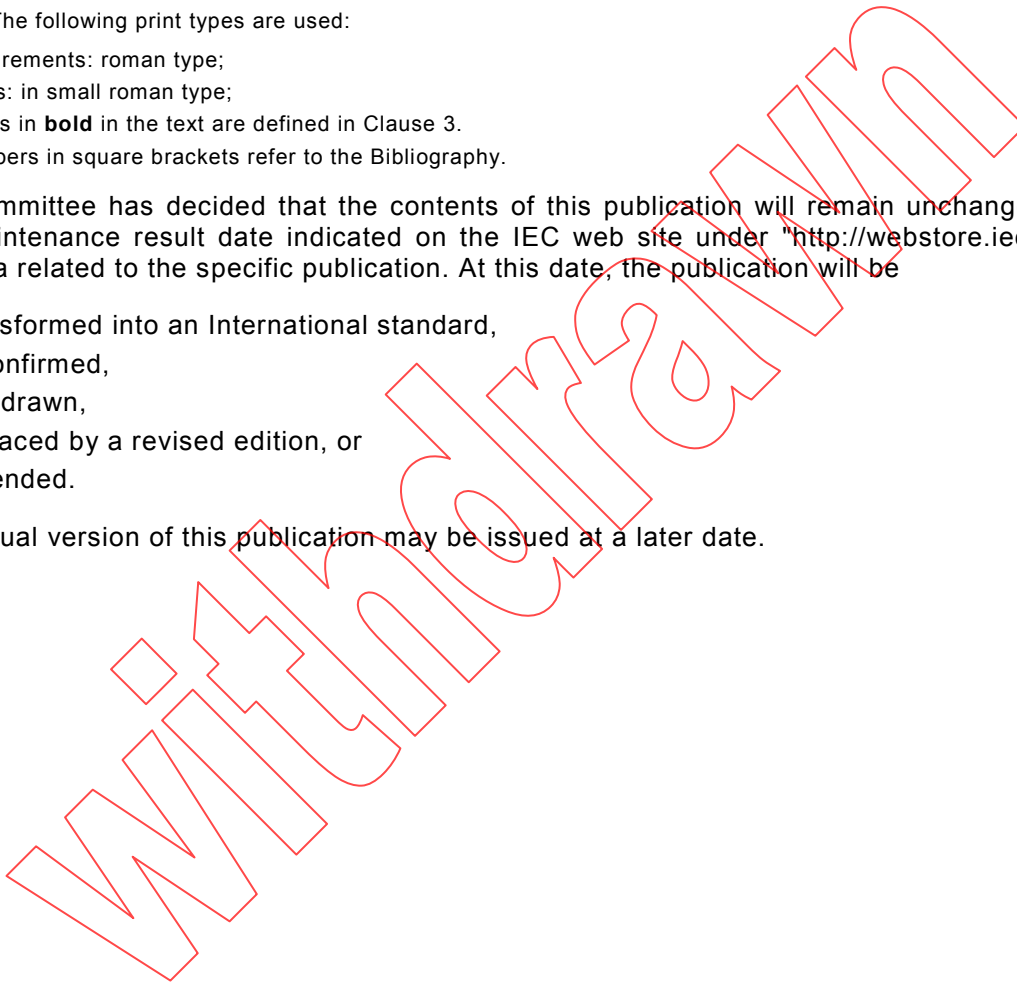 The following print types are used:
rements: roman type;
s: in small roman type;
s in bold in the text are defined in Clause 3.
bers in square brackets refer to the Bibliography.
mmittee has decided that the contents of this publication will remain unchang
intenance result date indicated on the IEC web site under "http://webstore.iec
a related to the specific publication. At this date, the publication will be
sformed into an International standard,
onfirmed,
drawn,
aced by a revised edition, or
ended.
ual version of this publication may be issued at a later date.
withdrawn